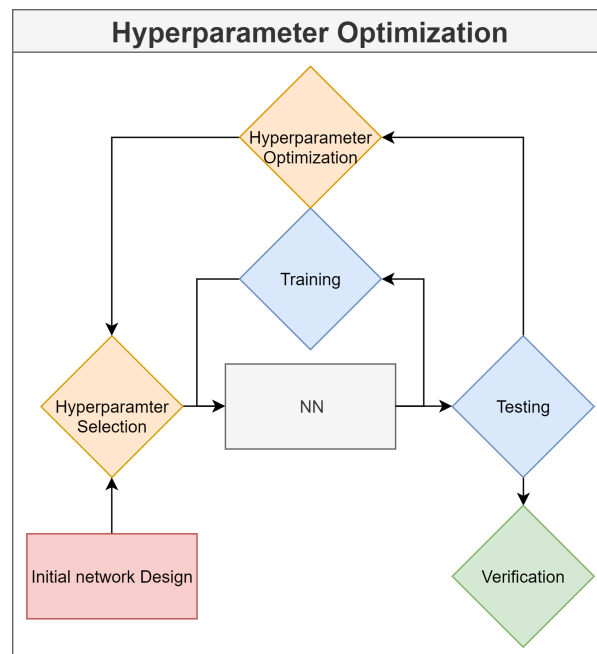 Hyperparameter Optimization
Hyperparameter
Optimization
Training
Hyperparamter
Selection
NN
Testing
Initial network Design
Verification